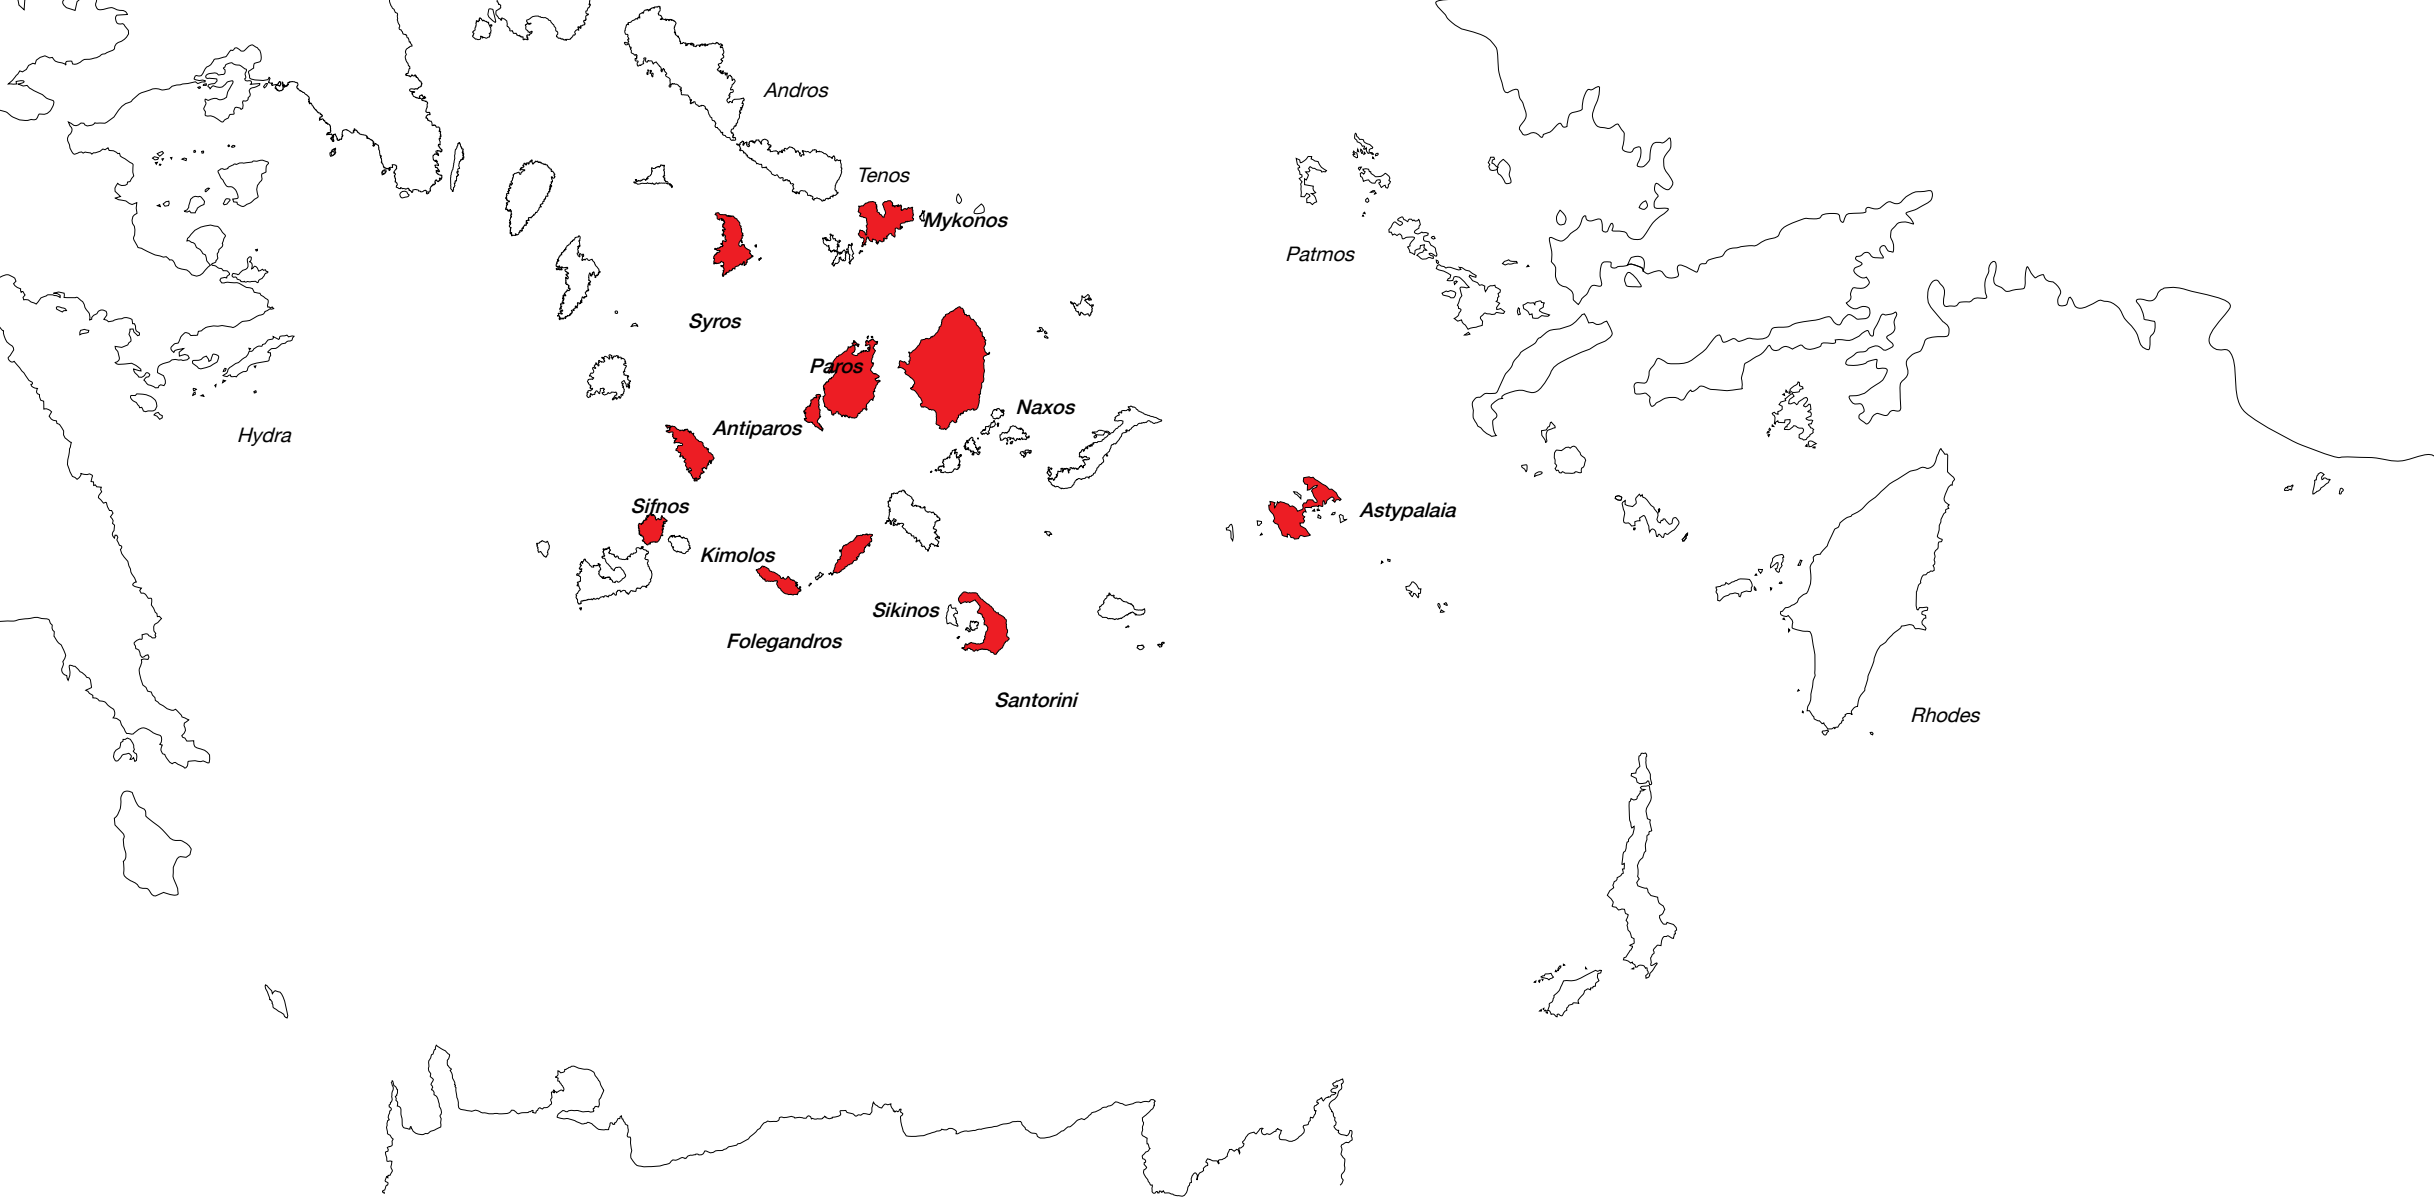 Andros
Tenos
Mykonos
Patmos
Syros
Paros
Naxos
Antiparos
Hydra
Sifnos
Astypalaia
Kimolos
Sikinos
Folegandros
Santorini
Rhodes